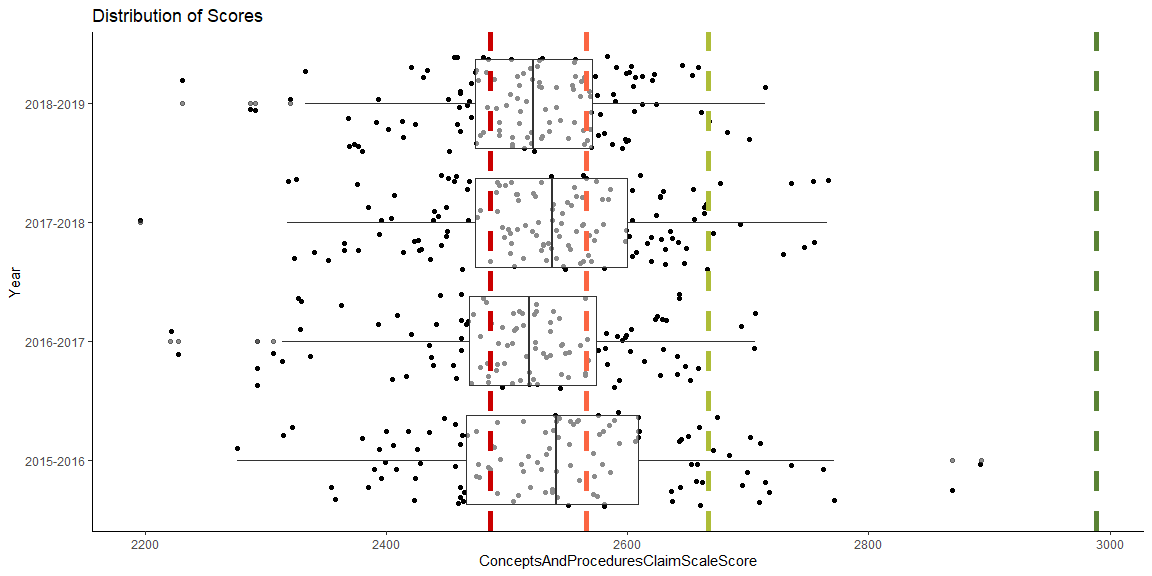 Distribution of Scores
Year
2018-2019
2017-2018
2016-2017
2015-2016
2200 2400 2600 2800 3000
ConceptsAndProceduresClaimScaleScore